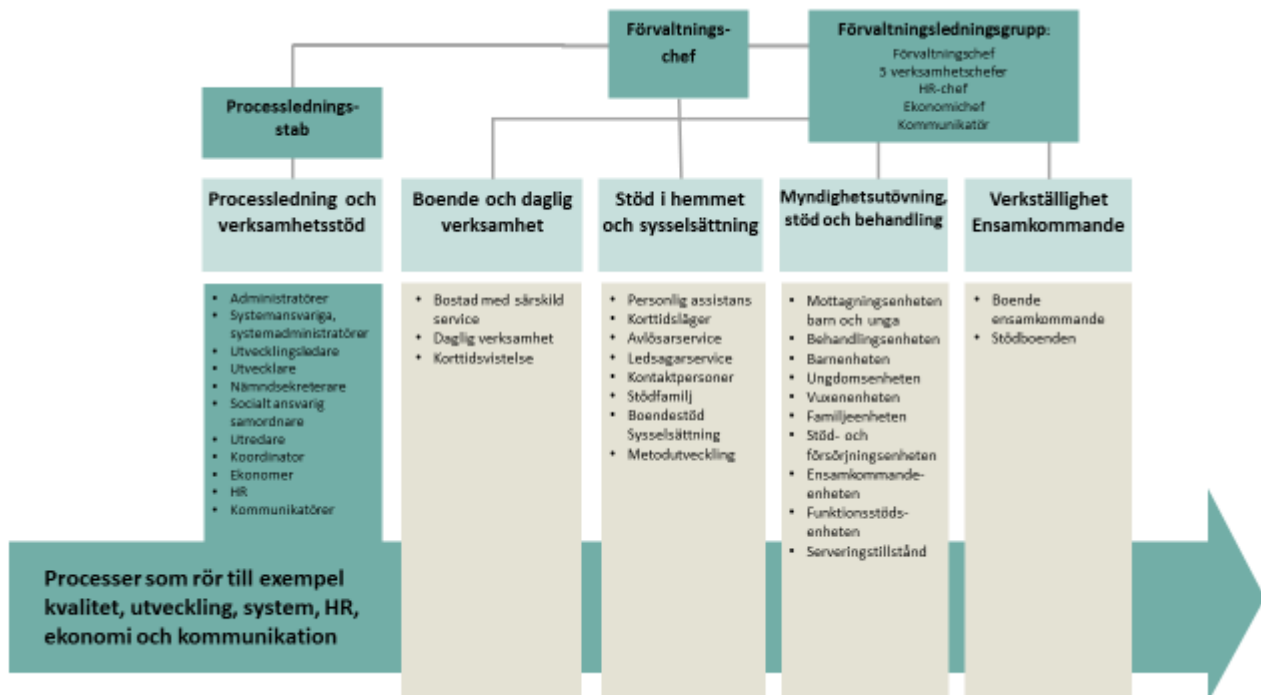 Förvaltnings-
chef
Förvaltningsledningsgrupp:
Förvaltningschef
5 verksamhetschefer
HR-chef
Ekonomichef
Kommunikatör
Processlednings-
stab
Processledning och
verksamhetsstöd
Boende och daglig
verksamhet
Stöd i hemmet
och sysselsättning
Myndighetsutövning,
stöd och behandling
Verkställighet
Ensamkommande
• Administratörer
• Systemansvariga,
systemadministratörer
• Utvecklingsledare
• Utvecklare
• Nämndsekreterare
• Socialt ansvarig
samordnare
• Utredare
• Koordinator
• Ekonomer
• HR
• Kommunikatörer
• Bostad med särskild
service
• Daglig verksamhet
• Korttidsvistelse
• Personlig assistans
• Korttidsläger
• Avlösarservice
• Ledsagarservice
• Kontaktpersoner
• Stödfamilj
• Boendestöd
Sysselsättning
• Metodutveckling
• Mottagningsenheten
barn och unga
• Behandlingsenheten
• Barnenheten
• Ungdomsenheten
• Vuxenenheten
• Familjeenheten
• Stöd- och
försörjningsenheten
• Ensamkommande-
enheten
• Funktionsstöds-
enheten
• Serveringstillstånd
• Boende
ensamkommande
• Stödboenden
Processer som rör till exempel
kvalitet, utveckling, system, HR,
ekonomi och kommunikation